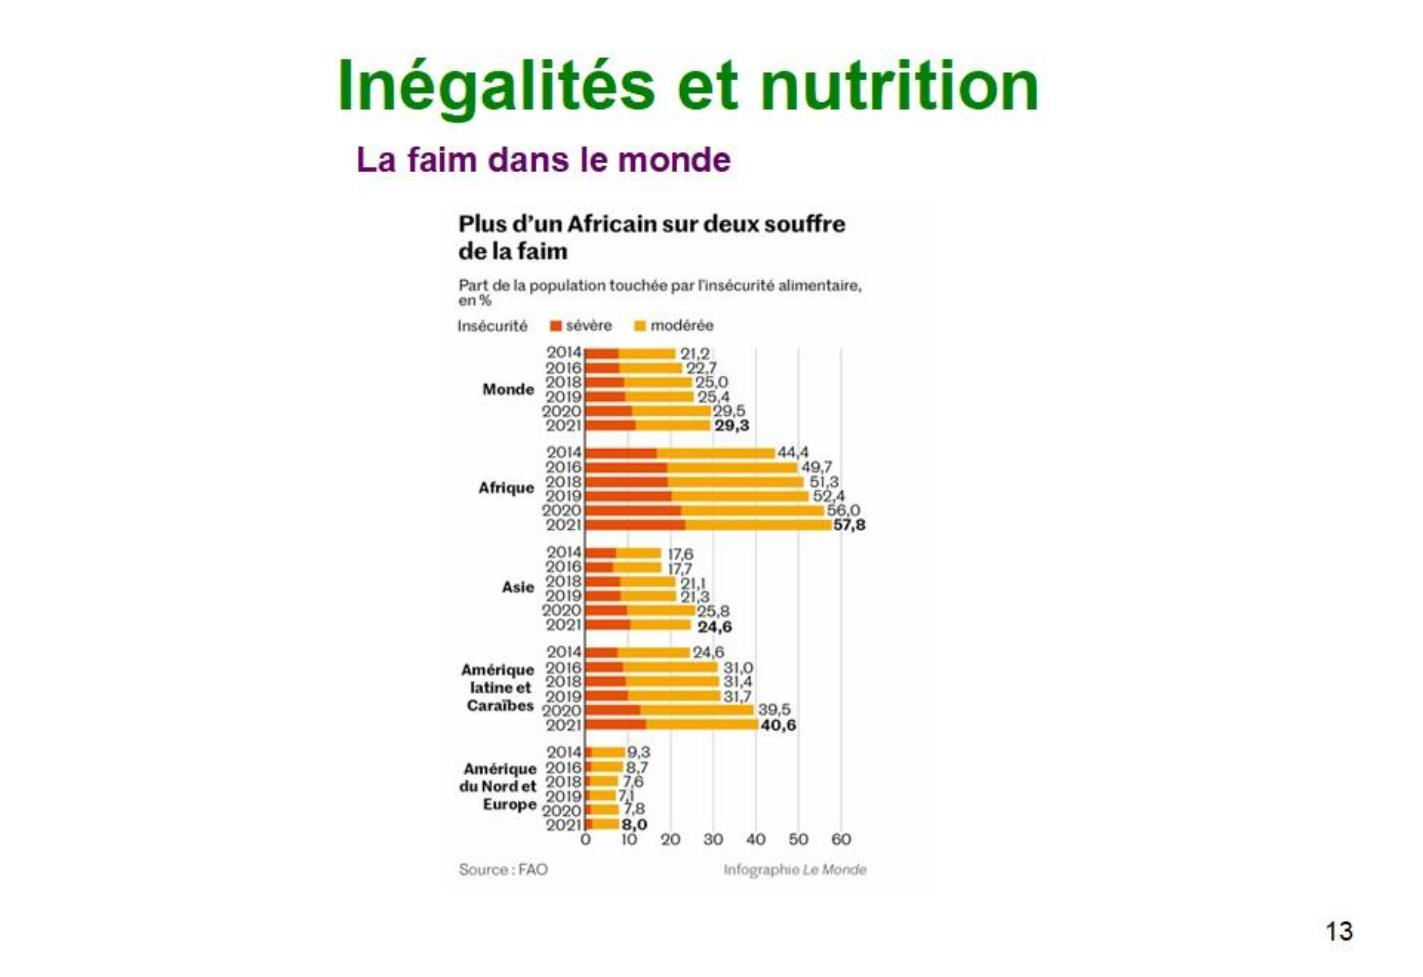 Inégalités et nutrition
La faim dans le monde
Plus d'un Africain sur deux souffre
de la faim
Part de la population touchée par l'insécurité alimentaire,
en %
Insécurité sévère modérée
Monde
2014 21,2
2016 22,7
2018 25,0
2019 25,4
2020 29,5
2021 29,3
Afrique
2014 44,4
2016 49,7
2018 51,3
2019 52,4
2020 56,0
2021 57,8
Asie
2014 17,6
2016 17,7
2018 21,1
2019 21,3
2020 25,8
2021 24,6
Amérique
latine et
Caraïbes
2014 24,6
2016 31,0
2018 31,4
2019 31,7
2020 39,5
2021 40,6
Amérique
du Nord et
Europe
2014 9,3
2016 8,7
2018 7,6
2019 7,1
2020 7,8
2021 8,0
0 10 20 30 40 50 60
Source : FAO
Infographie Le Monde
13